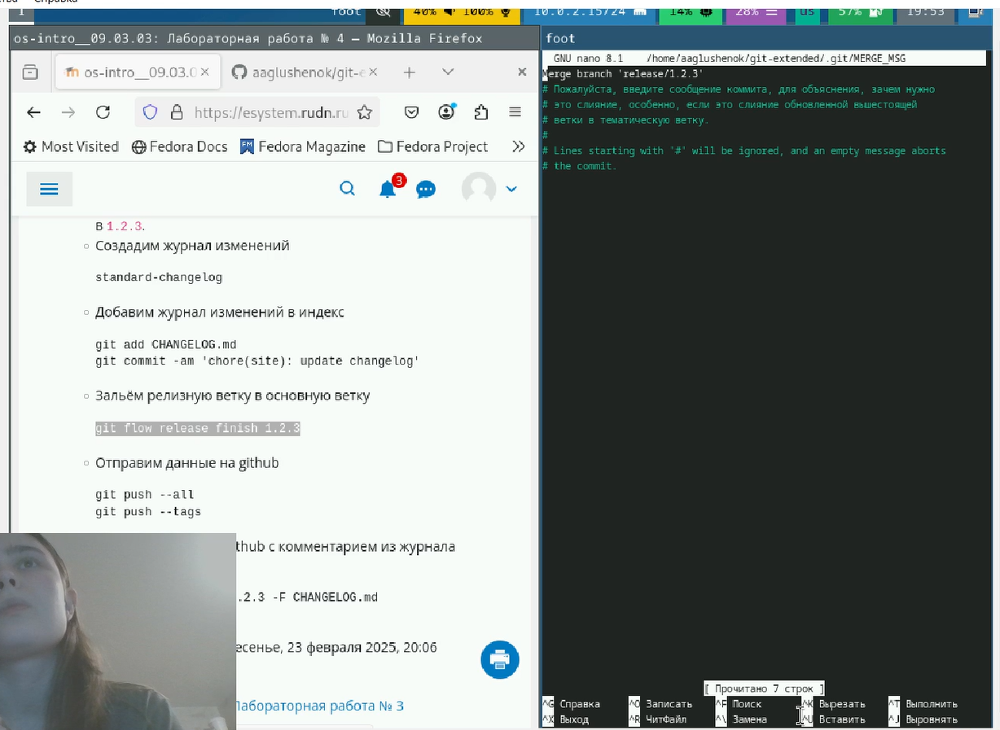 1
foot
40%
100%
10.0.2.15/24
14%
28%
us
57%
19:53
os-intro__09.03.03: Лабораторная работа № 4 — Mozilla Firefox
foot
os-intro__09.03.0
aaglushenok/git-e
https://esystem.rudn.ru
Most Visited
Fedora Docs
Fedora Magazine
Fedora Project
3
в 1.2.3.
Создадим журнал изменений
standard-changelog
Добавим журнал изменений в индекс
git add CHANGELOG.md
git commit -am 'chore(site): update changelog'
Зальём релизную ветку в основную ветку
git flow release finish 1.2.3
Отправим данные на github
git push --all
git push --tags
thub с комментарием из журнала
.2.3 -F CHANGELOG.md
есенье, 23 февраля 2025, 20:06
Лабораторная работа № 3
GNU nano 8.1 /home/aaglushenok/git-extended/.git/MERGE_MSG
Merge branch 'release/1.2.3'
# Пожалуйста, введите сообщение коммита, для объяснения, зачем нужно
# это слияние, особенно, если это слияние обновленной вышестоящей
# ветки в тематическую ветку.
#
# Lines starting with '#' will be ignored, and an empty message aborts
# the commit.
[ Прочитано 7 строк ]
^G Справка ^O Записать ^F Поиск ^K Вырезать ^T Выполнить
^X Выход ^R ЧитФайл ^\ Замена ^U Вставить ^J Выровнять